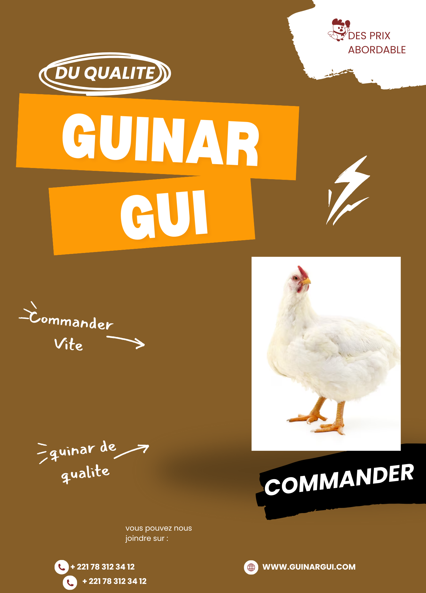 DES PRIX
ABORDABLE
DU QUALITE
GUINAR
GUI
Commander
Vite
guinar de
qualite
COMMANDER
vous pouvez nous
joindre sur :
+ 221 78 312 34 12
+ 221 78 312 34 12
WWW.GUINARGUI.COM